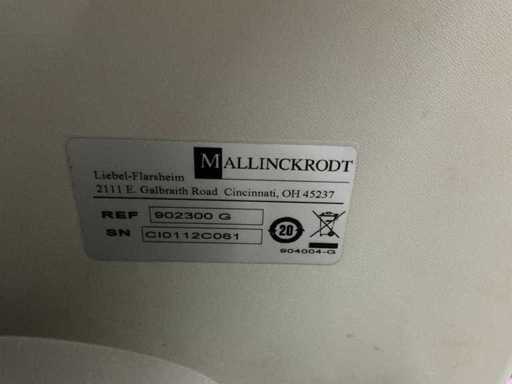 MALLINCKRODT
Liebel-Flarsheim
2111 E. Galbraith Road Cincinnati, OH 45237
REF 902300 G
SN CI0112C061
20
904004-G